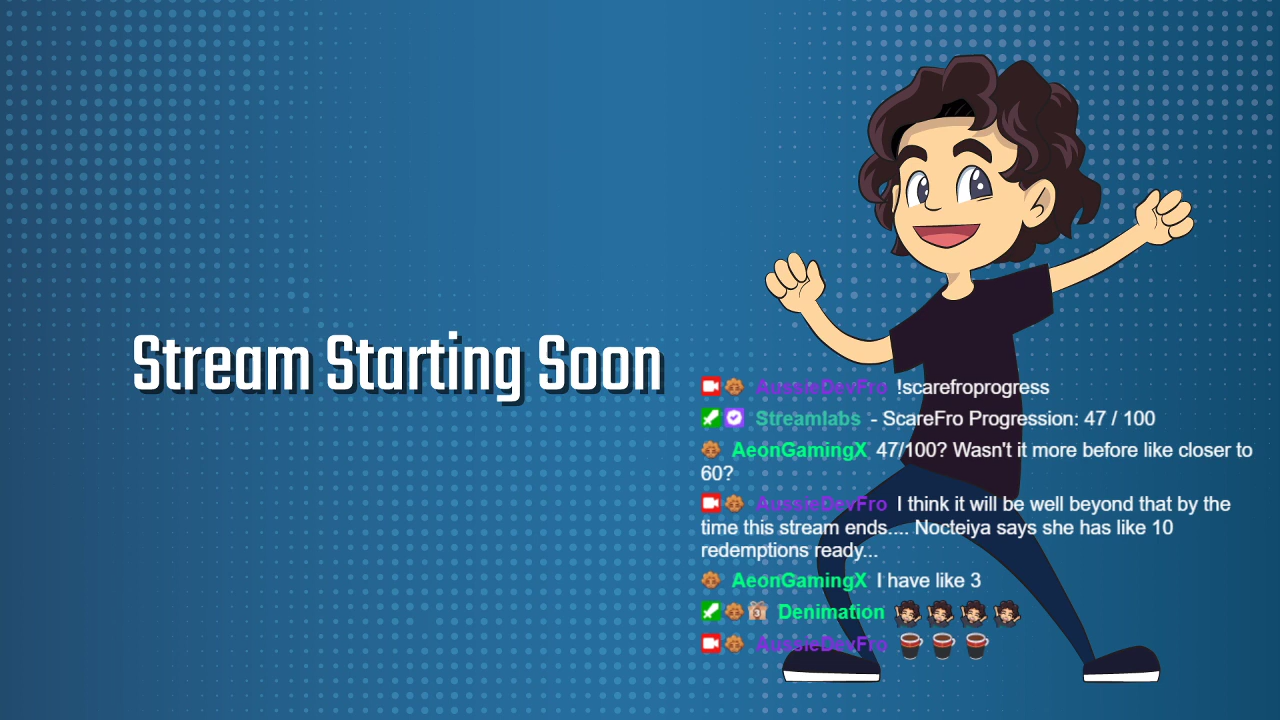 Stream Starting Soon
AussieDevFro !scarefroprogress
Streamlabs - ScareFro Progression: 47 / 100
AeonGamingX 47/100? Wasn't it more before like closer to
60?
AussieDevFro I think it will be well beyond that by the
time this stream ends.... Nocteiya says she has like 10
redemptions ready...
AeonGamingX I have like 3
Denimation
AussieDevFro